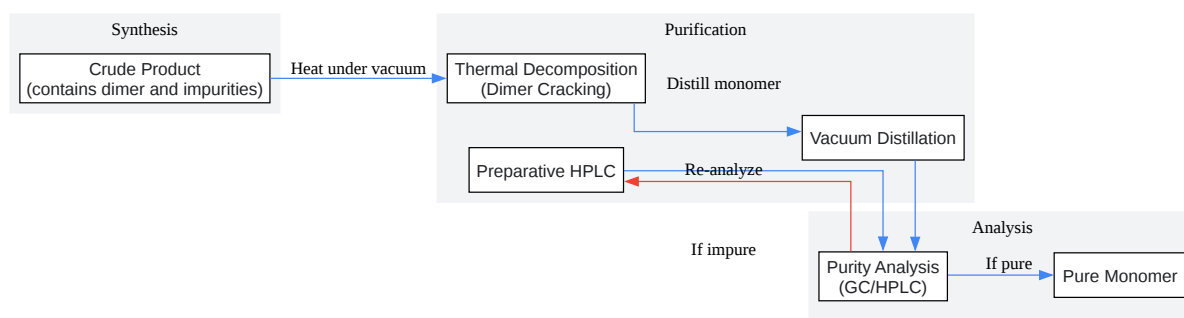 Synthesis
Purification
Crude Product
(contains dimer and impurities)
Heat under vacuum
Thermal Decomposition
(Dimer Cracking)
Distill monomer
Vacuum Distillation
Preparative HPLC
Re-analyze
Analysis
If impure
Purity Analysis
(GC/HPLC)
If pure
Pure Monomer